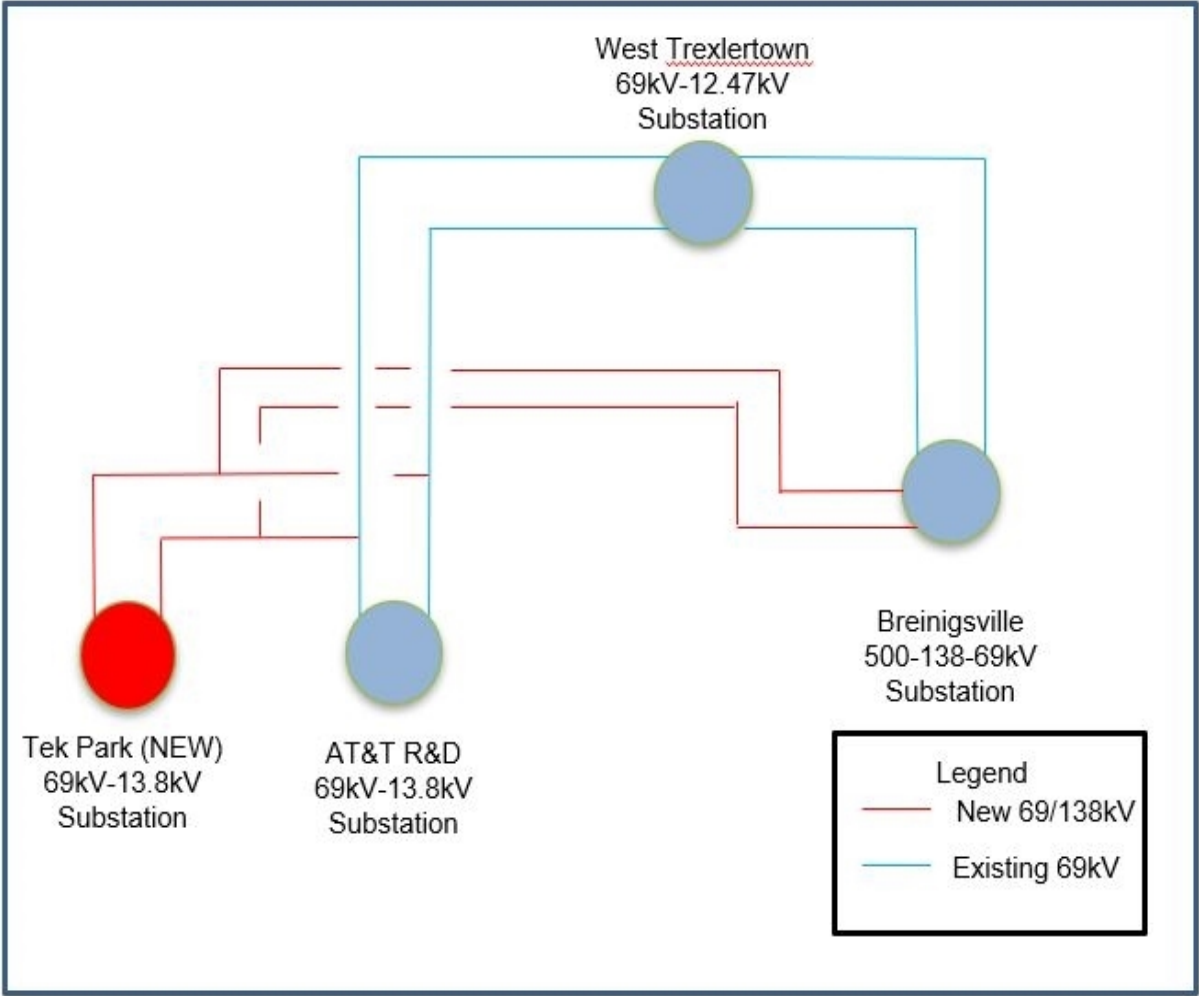 West Trexlertown
69kV-12.47kV
Substation
Breinigsville
500-138-69kV
Substation
Tek Park (NEW)
69kV-13.8kV
Substation
AT&T R&D
69kV-13.8kV
Substation
Legend
New 69/138kV
Existing 69kV